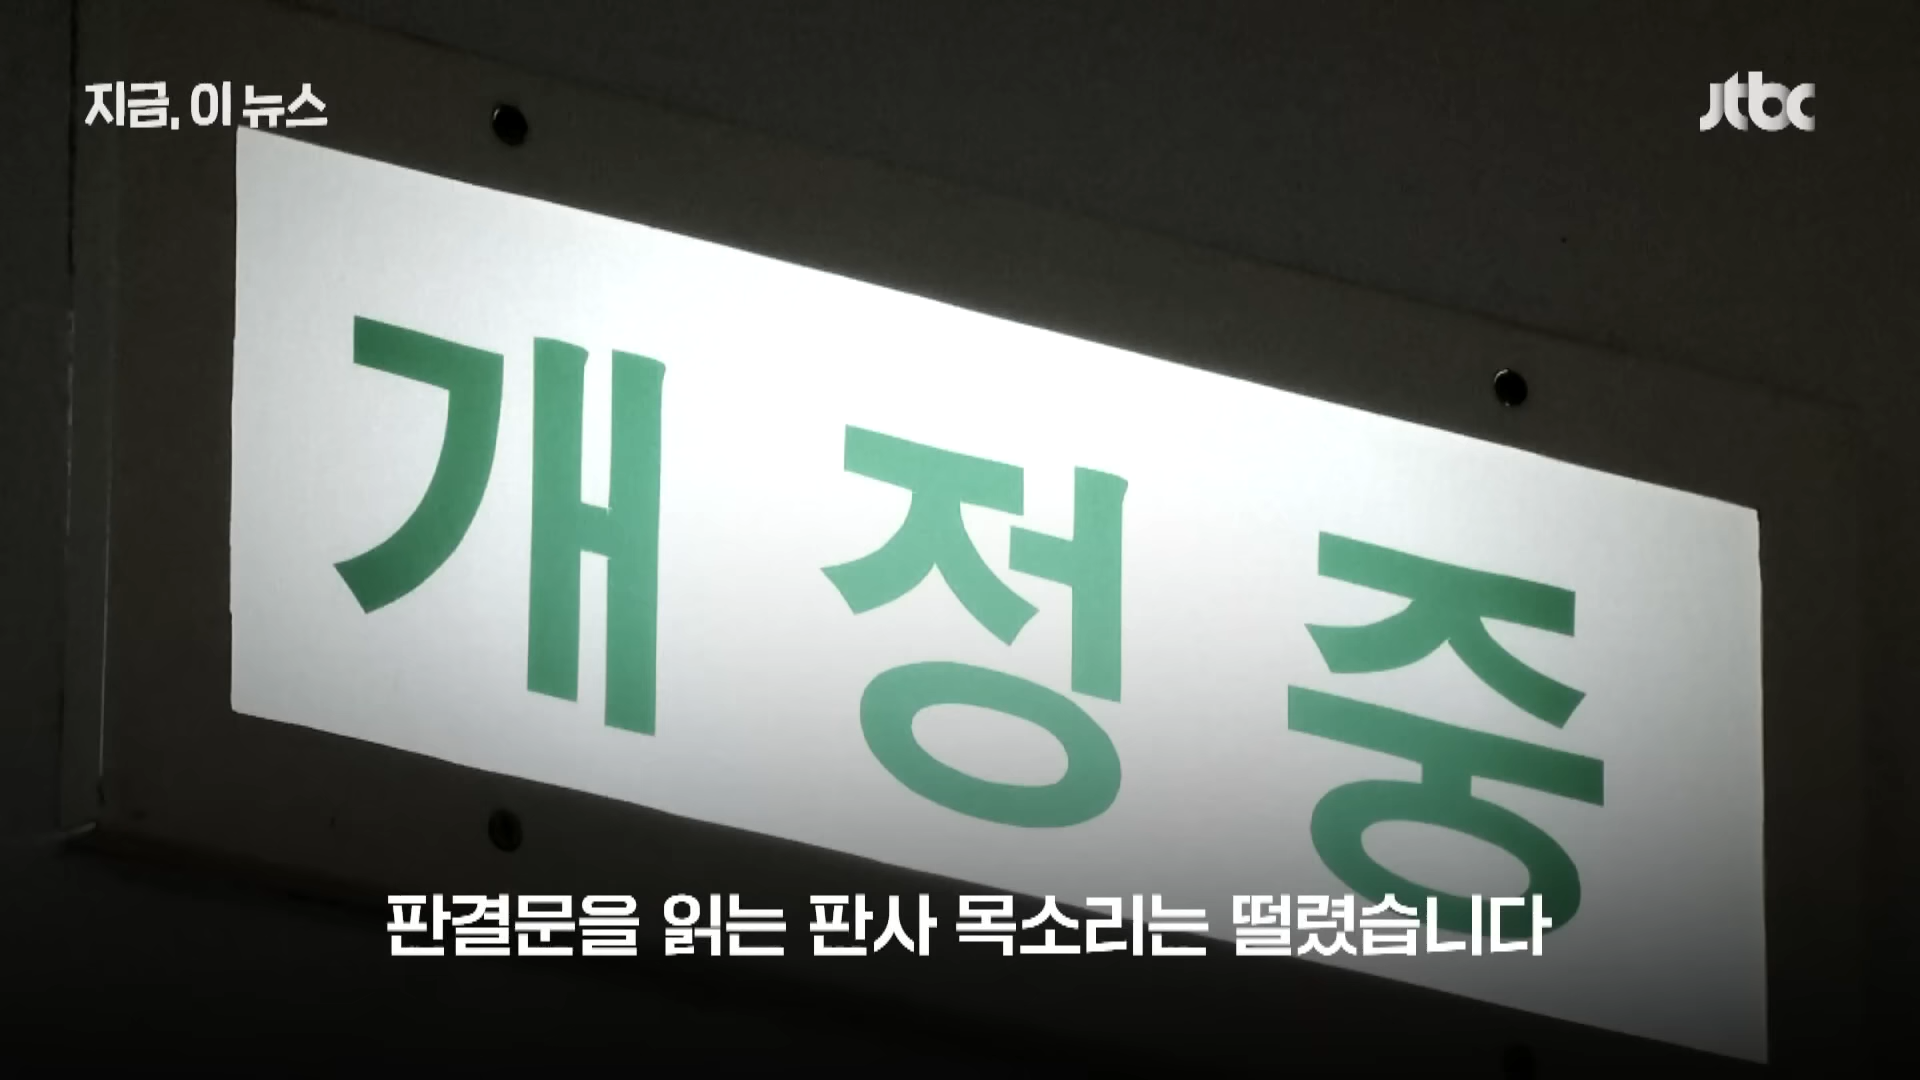 지금, 이 뉴스
jtbc
개정중
판결문을 읽는 판사 목소리는 떨렸습니다